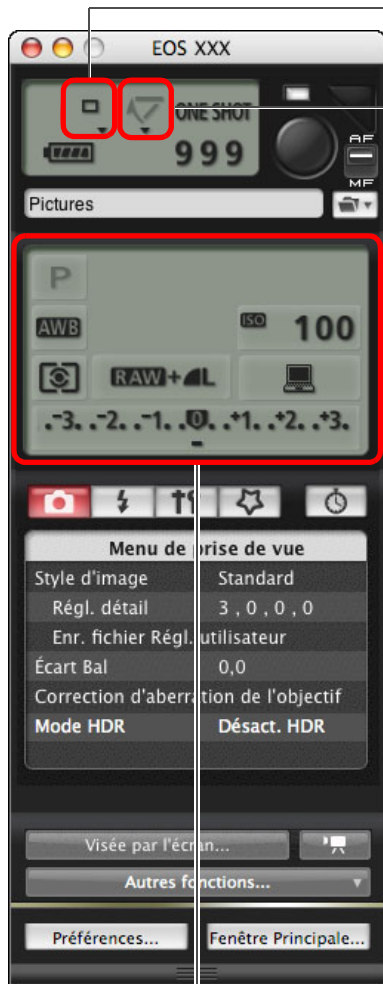 EOS XXX
ONE SHOT
999
AF
MF
Pictures
P
AWB
ISO 100
RAW+L
.-3. .-2. .-1. .0. .+1. .+2. .+3.
Menu de prise de vue
Style d'image Standard
Régl. détail 3 , 0 , 0 , 0
Enr. fichier Régl. utilisateur
Écart Bal 0,0
Correction d'aberration de l'objectif
Mode HDR Désact. HDR
Visée par l'écran...
Autres fonctions...
Préférences... Fenêtre Principale...